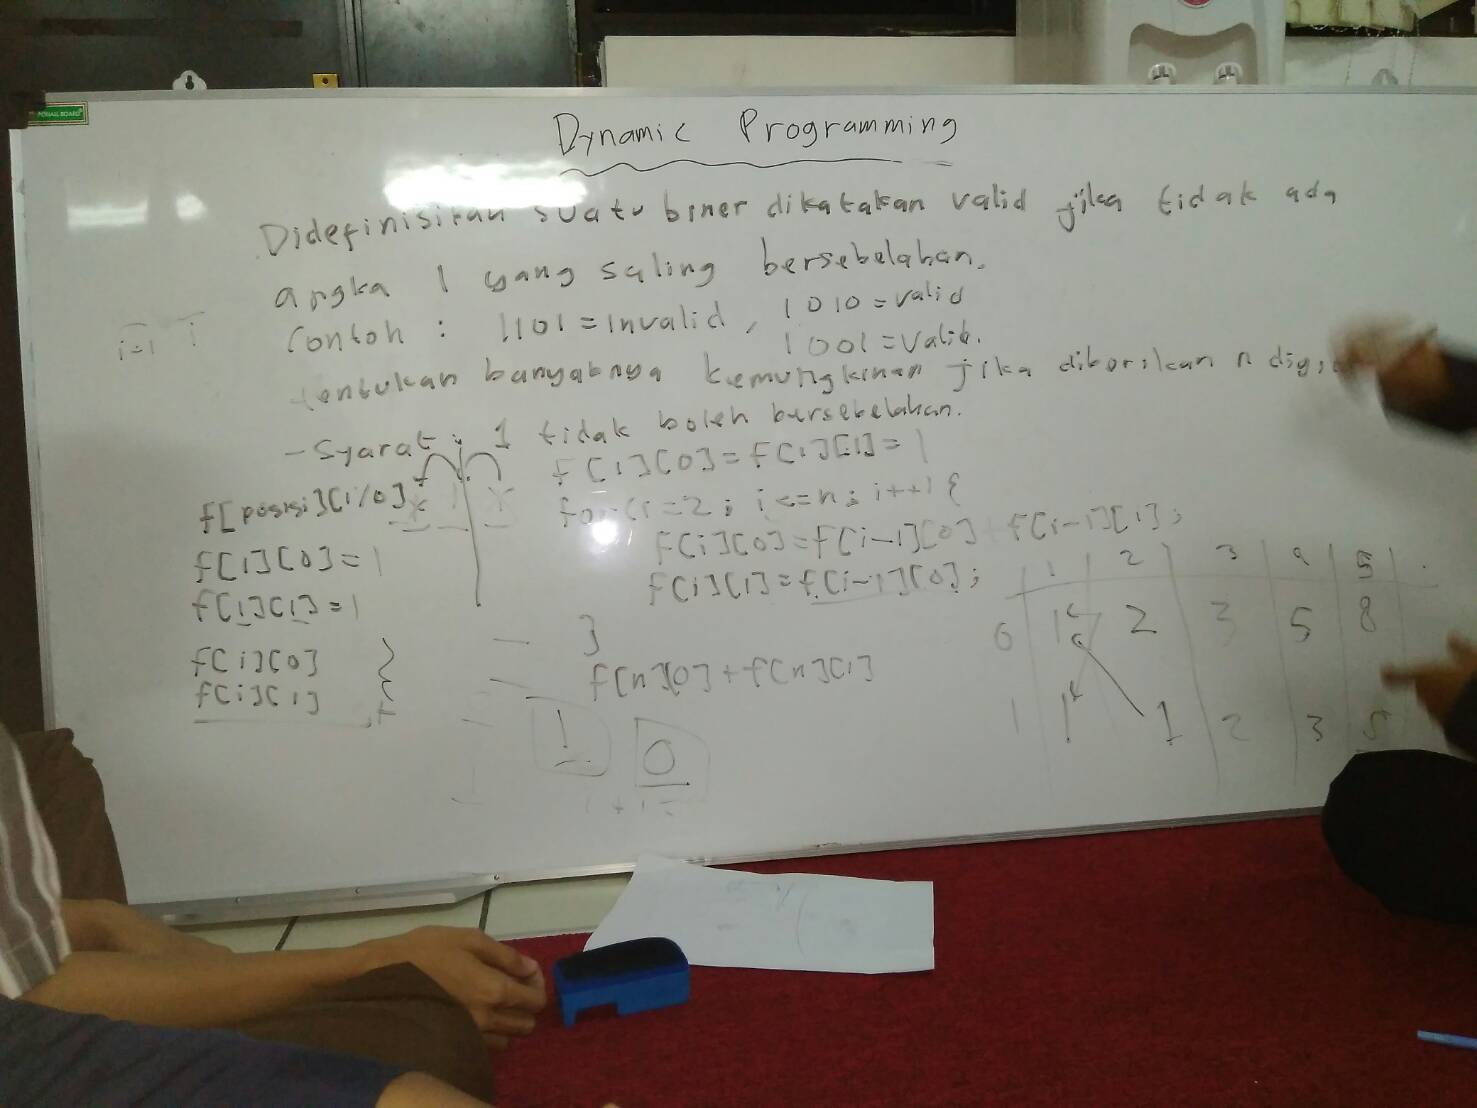 Dynamic Programming
Didefinisikan suatu biner dikatakan valid jika tidak ada
angka 1 yang saling bersebelahan.
Contoh : 1101 = invalid, 1010 = valid
1001 = valid.
i-1 i
tentukan banyaknya kemungkinan jika diberikan n digi
- Syarat : 1 tidak boleh bersebelahan.
f[posisi][1/0]
* 1 *
f[1][0] = 1
f[1][1] = 1
f[i][0]
f[i][1]
+
f[1][0] = f[1][1] = 1
for (i=2; i<=n; i++) {
f[i][0] = f[i-1][0] + f[i-1][1];
f[i][1] = f[i-1][0];
}
f[n][0] + f[n][1]
1 0
1 2 3 4 5
0 1 2 3 5 8
1 1 1 2 3 5